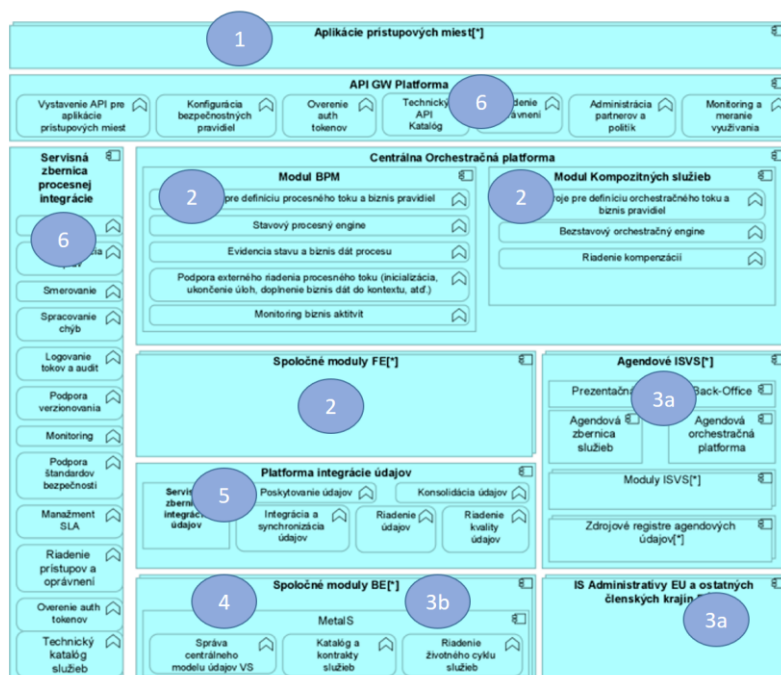 1
Aplikácie prístupových miest[*]
API GW Platforma
6
Vystavenie API pre
aplikácie
prístupových miest
Konfigurácia
bezpečnostných
pravidiel
Overenie
auth
tokenov
Technický
API
Katalóg
Administrácia
partnerov a
politík
Monitoring a
meranie
využívania
Servisná
zbernica
procesnej
integrácie
6
Smerovanie
Spracovanie
chýb
Logovanie
tokov a audit
Podpora
verzionovania
Monitoring
Podpora
štandardov
bezpečnosti
Manažment
SLA
Riadenie
prístupov a
oprávnení
Overenie auth
tokenov
Technický
katalóg
služieb
Centrálna Orchestračná platforma
Modul BPM
2
pre definíciu procesného toku a biznis pravidiel
Stavový procesný engine
Evidencia stavu a biznis dát procesu
Podpora externého riadenia procesného toku (inicializácia,
ukončenie úloh, doplnenie biznis dát do kontextu, atď.)
Monitoring biznis aktivít
Modul Kompozitných služieb
2
pre definíciu orchestračného toku a
biznis pravidiel
Bezstavový orchestračný engine
Riadenie kompenzácií
Spoločné moduly FE[*]
2
Agendové ISVS[*]
3a
Prezentačná
Back-Office
Agendová
zbernica
služieb
Agendová
orchestračná
platforma
Moduly ISVS[*]
Zdrojové registre agendových
údajov[*]
Platforma integrácie údajov
5
údajov
Poskytovanie údajov
Konsolidácia údajov
Integrácia a
synchronizácia
údajov
Riadenie
údajov
Riadenie
kvality
údajov
Spoločné moduly BE[*]
4
3b
MetaIS
Správa
centrálneho
modelu údajov VS
Katalóg a
kontrakty
služieb
Riadenie
životného cyklu
služieb
IS Administratívy EU a ostatných
členských krajín
3a